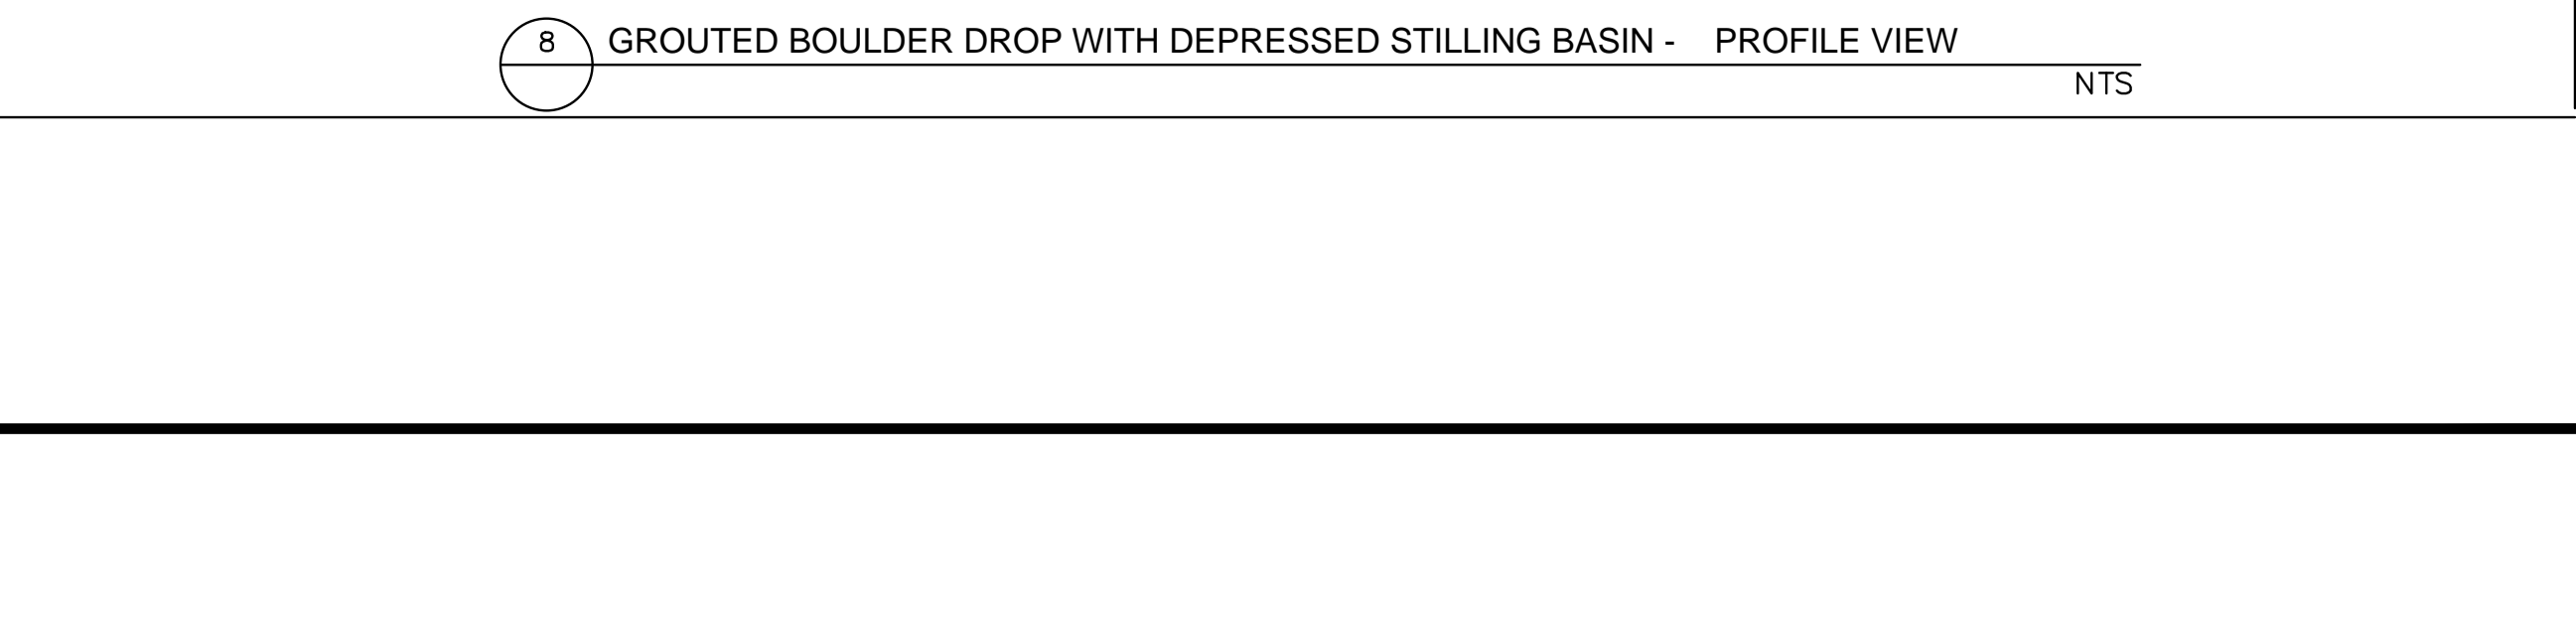 8 GROUTED BOULDER DROP WITH DEPRESSED STILLING BASIN - PROFILE VIEW
NTS